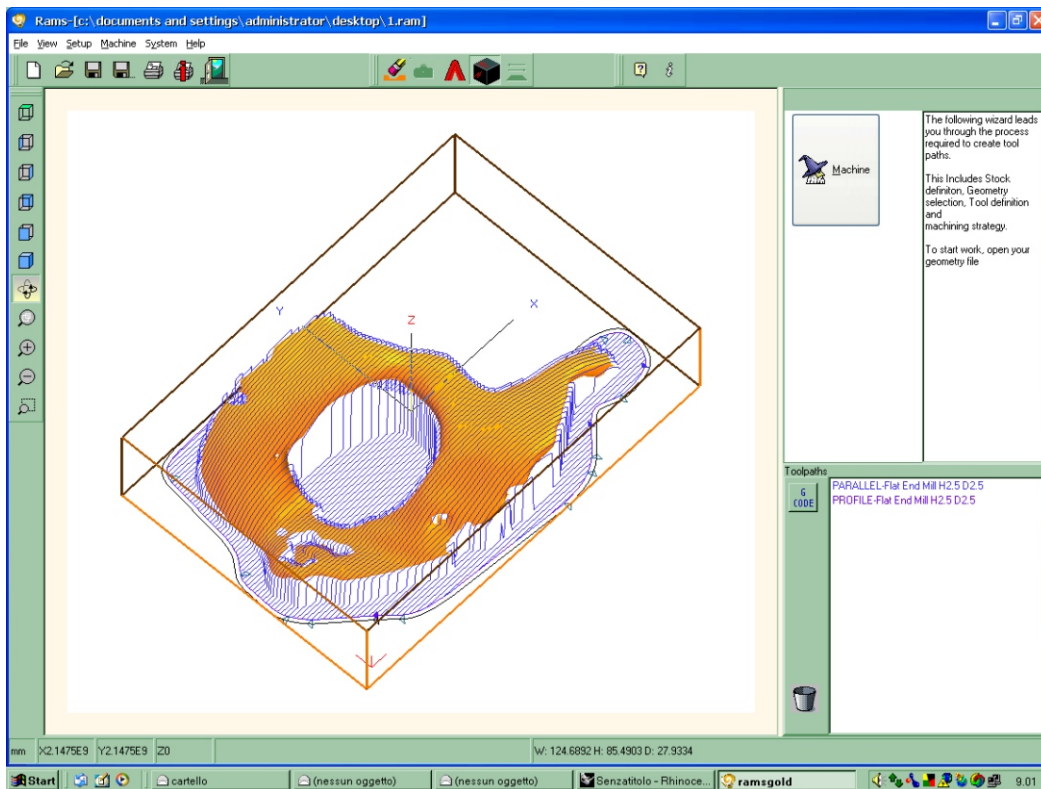 Rams-[c:\documents and settings\administrator\desktop\1.ram]
File View Setup Machine System Help
The following wizard leads
you through the process
required to create tool
paths.
Machine
This Includes Stock
definiton, Geometry
selection, Tool definition
and
machining strategy.
To start work, open your
geometry file
Y
Z
X
Toolpaths
G
CODE
PARALLEL-Flat End Mill H2.5 D2.5
PROFILE-Flat End Mill H2.5 D2.5
mm X2.1475E9 Y2.1475E9 Z0 W: 124.6892 H: 85.4903 D: 27.9334
Start cartello (nessun oggetto) (nessun oggetto) Senzatitolo - Rhinoce... ramsgold 9.01